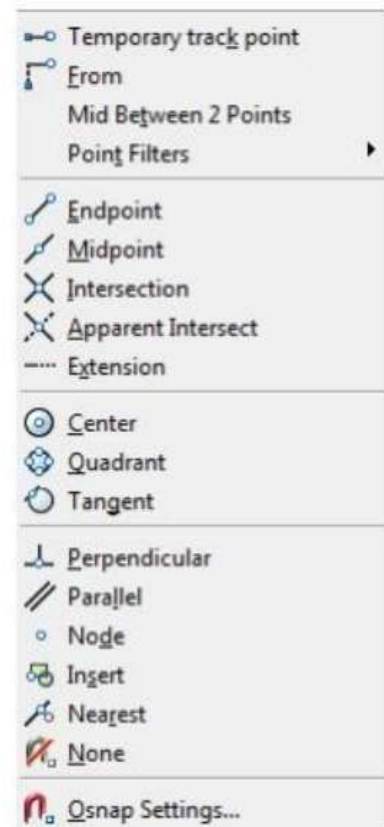 Temporary track point
From
Mid Between 2 Points
Point Filters
Endpoint
Midpoint
Intersection
Apparent Intersect
Extension
Center
Quadrant
Tangent
Perpendicular
Parallel
Node
Insert
Nearest
None
Osnap Settings...